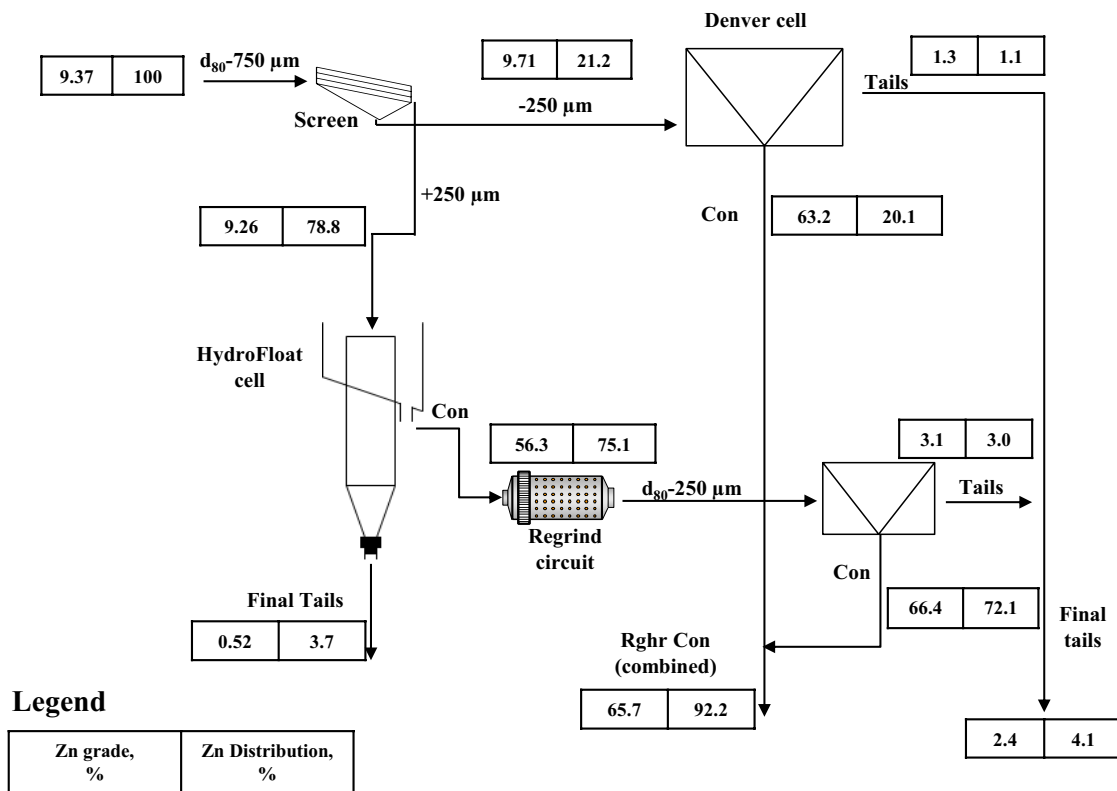 Denver cell
9.37 100
d80-750 µm
9.71 21.2
1.3 1.1
Tails
-250 µm
Screen
+250 µm
9.26 78.8
Con
63.2 20.1
HydroFloat
cell
Con
56.3 75.1
3.1 3.0
d80-250 µm
Tails
Regrind
circuit
Con
Final Tails
0.52 3.7
66.4 72.1
Final
tails
Rghr Con
(combined)
65.7 92.2
2.4 4.1
Legend
Zn grade,
%
Zn Distribution,
%